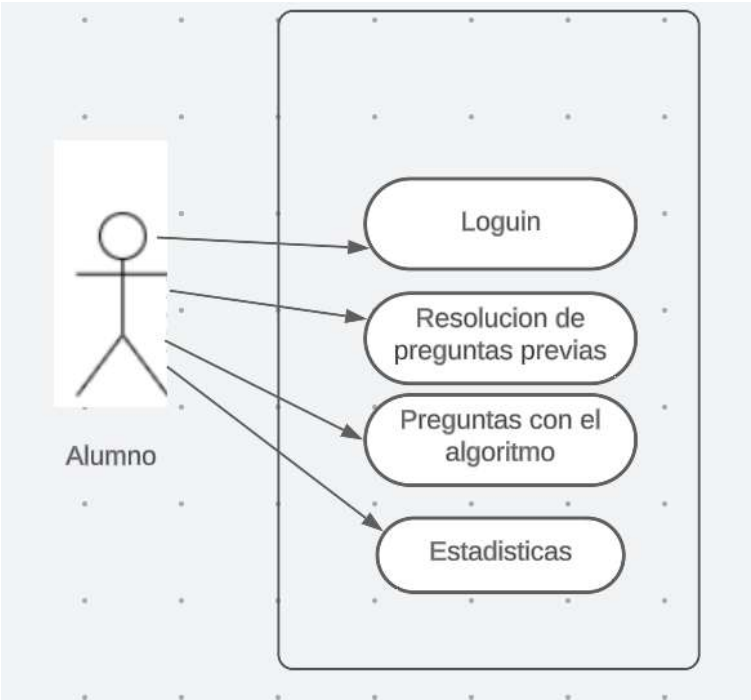 Loguin
Resolucion de
preguntas previas
Preguntas con el
algoritmo
Alumno
Estadisticas